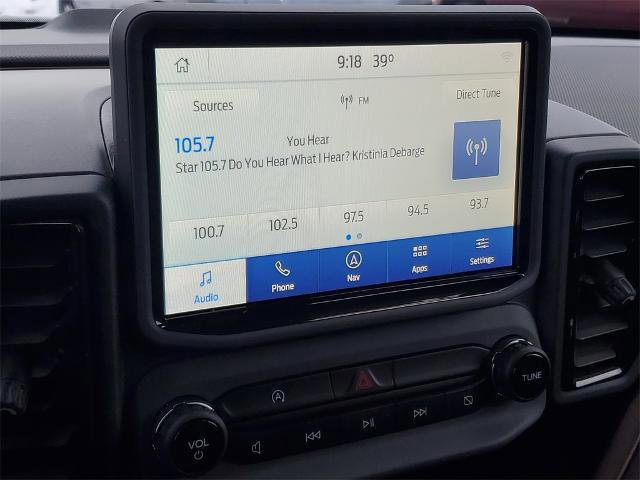 9:18 39°
Sources
FM
Direct Tune
105.7
You Hear
Star 105.7 Do You Hear What I Hear? Kristinia Debarge
100.7
102.5
97.5
94.5
93.7
Audio
Phone
Nav
Apps
Settings
A
VOL
TUNE